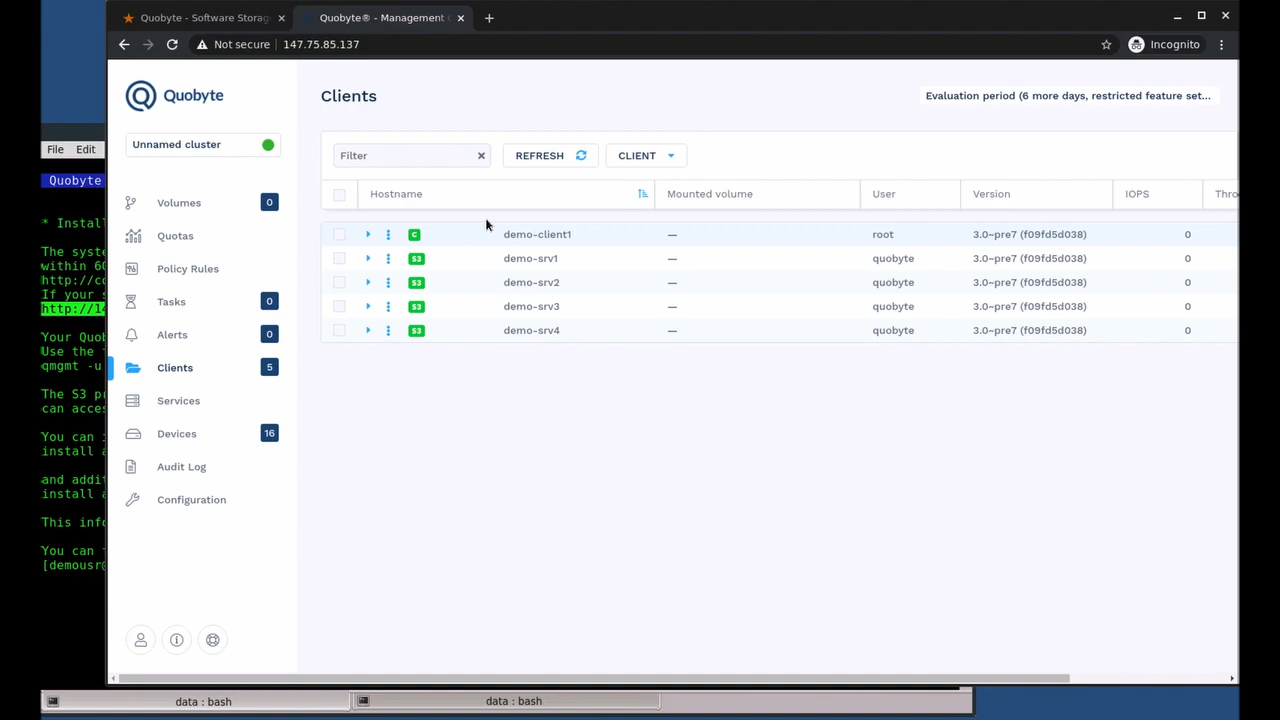 Quobyte - Software Storag
Quobyte® - Management
Not secure
147.75.85.137
Incognito
File Edit
Quobyte
* Instal
The syste
within 60
http://co
If your s
http://14
Your Quob
Use the
qmgmt -u
The S3 p
can acces
You can i
install a
and addit
install a
This info
You can
[demousr@
Quobyte
Unnamed cluster
Volumes 0
Quotas
Policy Rules
Tasks 0
Alerts 0
Clients 5
Services
Devices 16
Audit Log
Configuration
Clients
Evaluation period (6 more days, restricted feature set...
Filter
REFRESH
CLIENT
Hostname Mounted volume User Version IOPS Thro
C demo-client1 — root 3.0~pre7 (f09fd5d038) 0
S3 demo-srv1 — quobyte 3.0~pre7 (f09fd5d038) 0
S3 demo-srv2 — quobyte 3.0~pre7 (f09fd5d038) 0
S3 demo-srv3 — quobyte 3.0~pre7 (f09fd5d038) 0
S3 demo-srv4 — quobyte 3.0~pre7 (f09fd5d038) 0
data : bash
data : bash